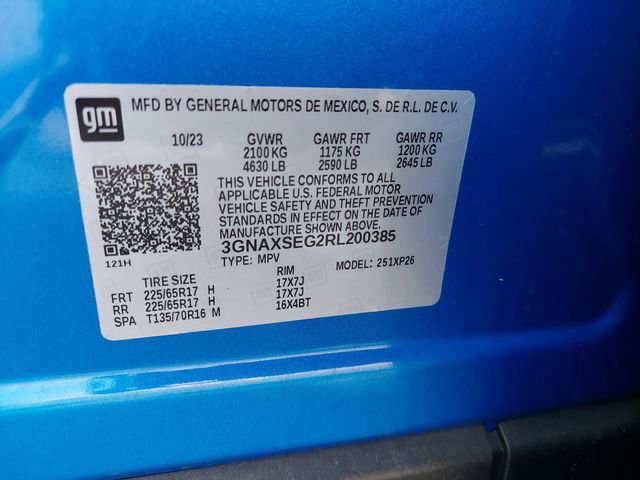 gm
MFD BY GENERAL MOTORS DE MEXICO, S. DE R.L. DE C.V.
10/23 GVWR GAWR FRT GAWR RR
2100 KG 1175 KG 1200 KG
4630 LB 2590 LB 2645 LB
THIS VEHICLE CONFORMS TO ALL
APPLICABLE U.S. FEDERAL MOTOR
VEHICLE SAFETY AND THEFT PREVENTION
STANDARDS IN EFFECT ON THE DATE OF
MANUFACTURE SHOWN ABOVE.
3GNAXSEG2RL200385
121H TYPE: MPV MODEL: 251XP26
TIRE SIZE RIM
FRT 225/65R17 H 17X7J
RR 225/65R17 H 17X7J
SPA T135/70R16 M 16X4BT